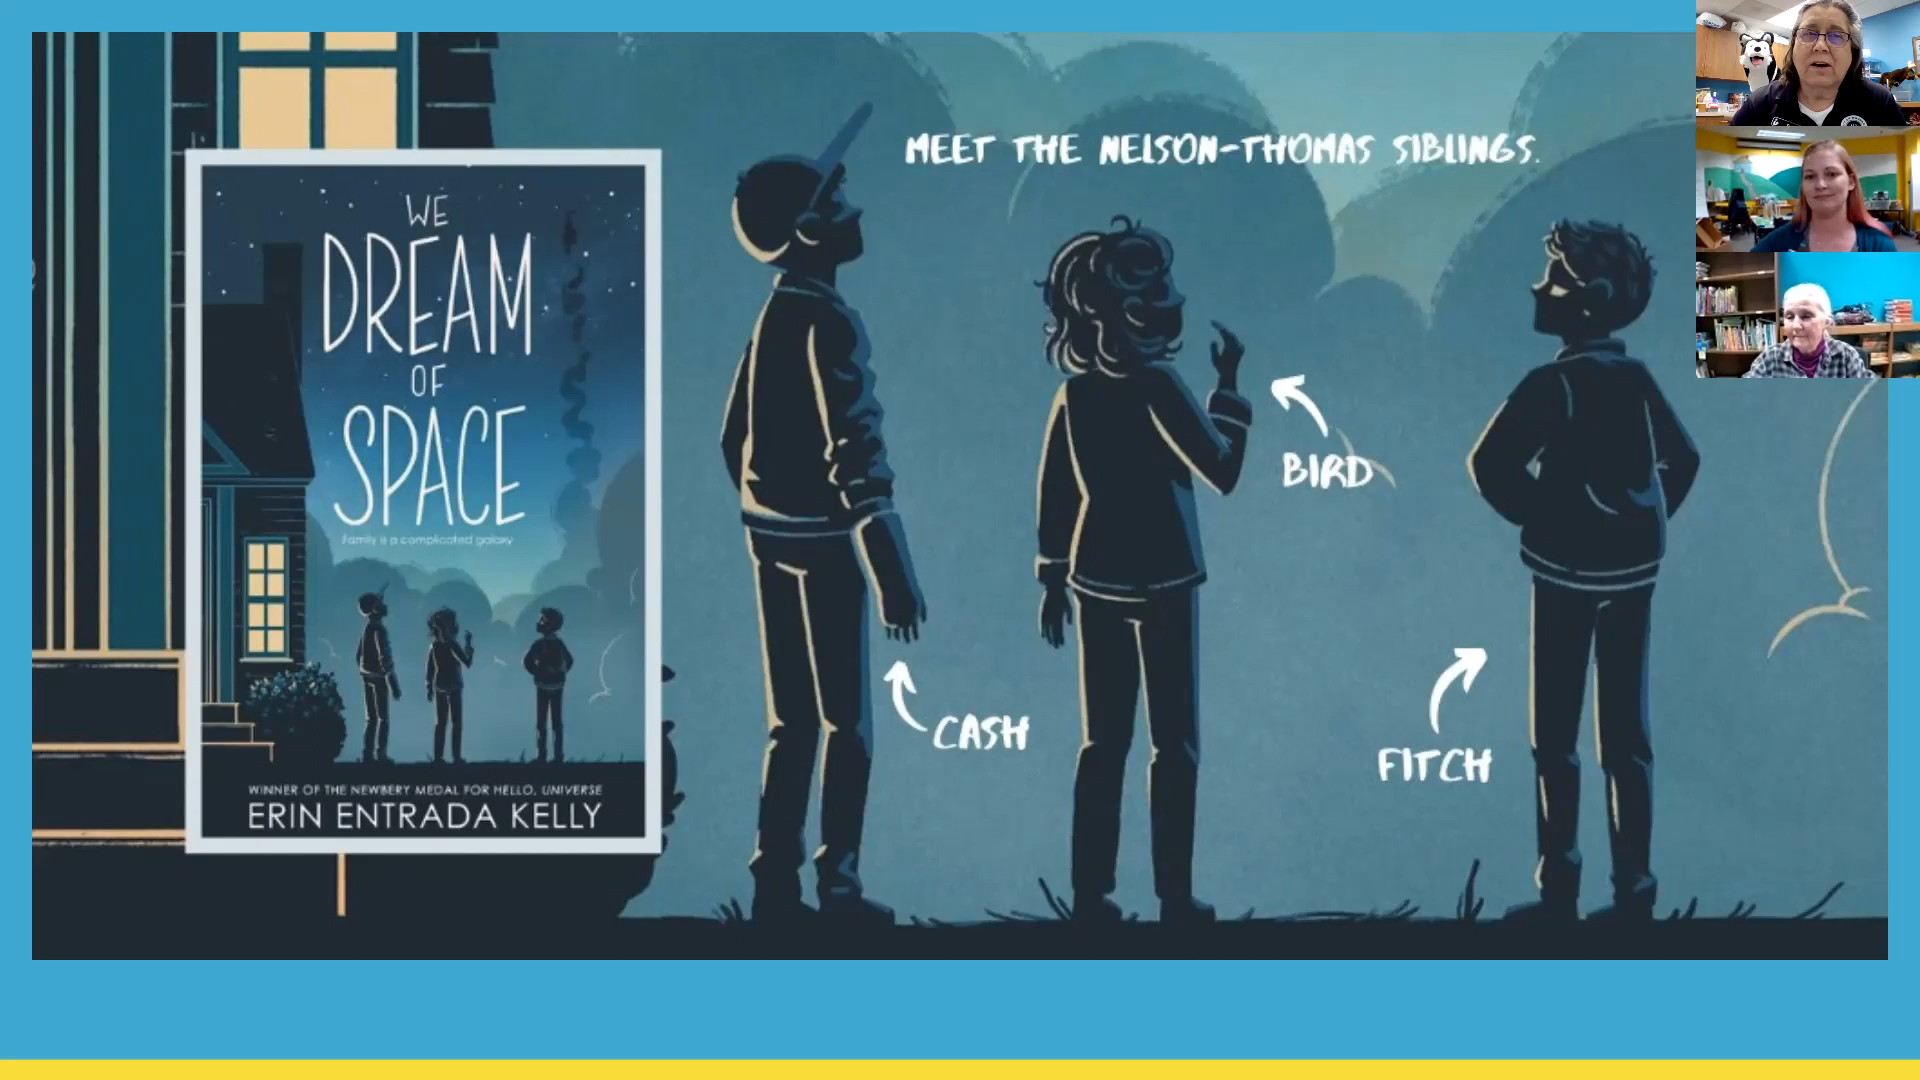 WE
DREAM
OF
SPACE
Family is a complicated galaxy
WINNER OF THE NEWBERY MEDAL FOR HELLO, UNIVERSE
ERIN ENTRADA KELLY
MEET THE NELSON-THOMAS SIBLINGS.
BIRD
CASH
FITCH